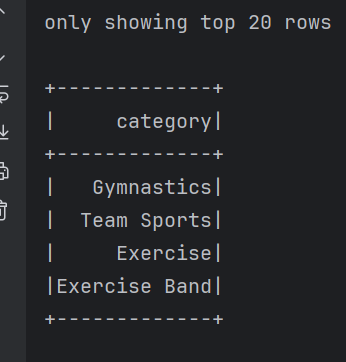 only showing top 20 rows
+-------------+
|     category|
+-------------+
|   Gymnastics|
|  Team Sports|
|     Exercise|
|Exercise Band|
+-------------+